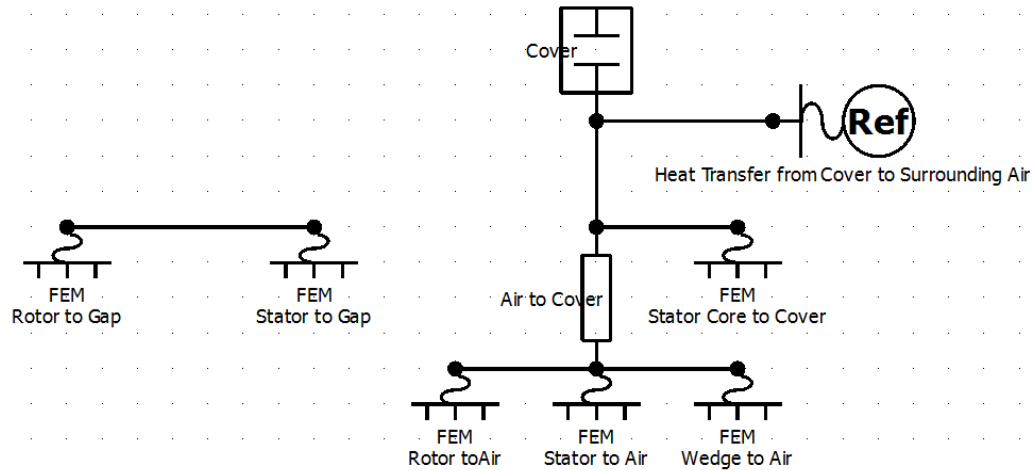 Cover
Ref
Heat Transfer from Cover to Surrounding Air
FEM
Rotor to Gap
FEM
Stator to Gap
Air to Cover
FEM
Stator Core to Cover
FEM
Rotor toAir
FEM
Stator to Air
FEM
Wedge to Air